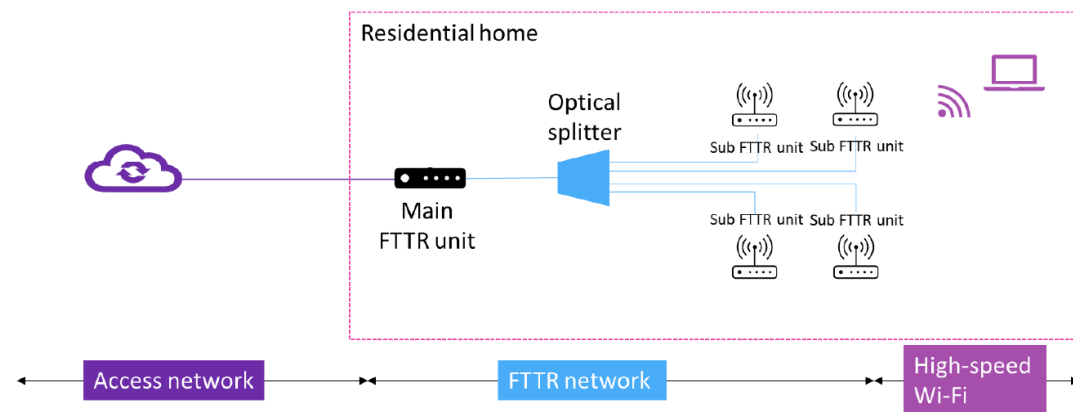 Residential home
Optical
splitter
Sub FTTR unit
Sub FTTR unit
Main
FTTR unit
Sub FTTR unit
Sub FTTR unit
Access network
FTTR network
High-speed
Wi-Fi